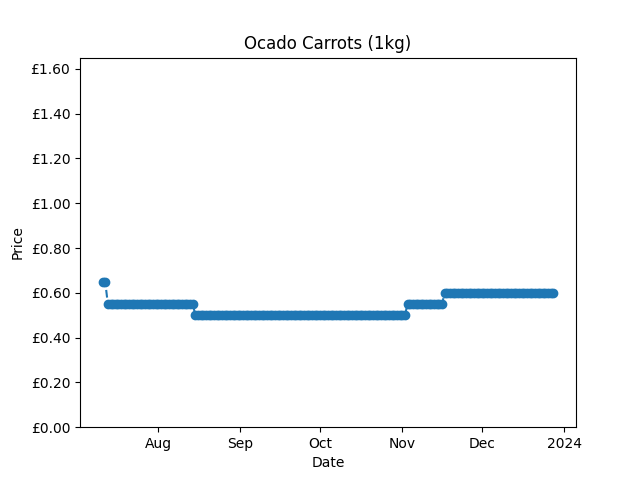 Ocado Carrots (1kg)
£1.60
£1.40
£1.20
£1.00
£0.80
£0.60
£0.40
£0.20
£0.00
Price
Aug Sep Oct Nov Dec 2024
Date